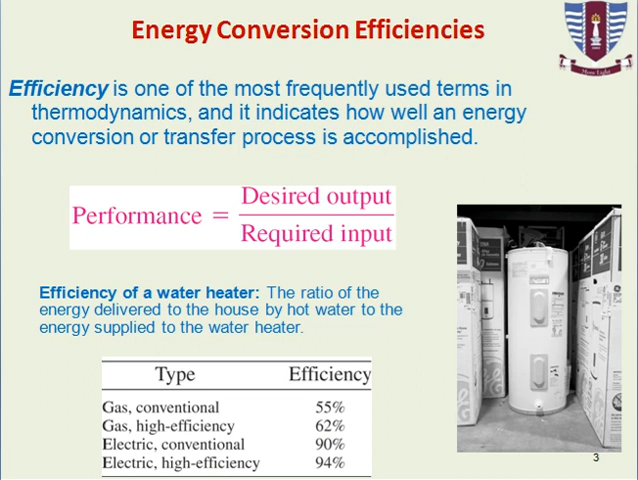 Energy Conversion Efficiencies
Efficiency is one of the most frequently used terms in
thermodynamics, and it indicates how well an energy
conversion or transfer process is accomplished.
Performance = Desired output / Required input
Efficiency of a water heater: The ratio of the
energy delivered to the house by hot water to the
energy supplied to the water heater.
Type Efficiency
Gas, conventional 55%
Gas, high-efficiency 62%
Electric, conventional 90%
Electric, high-efficiency 94%
3